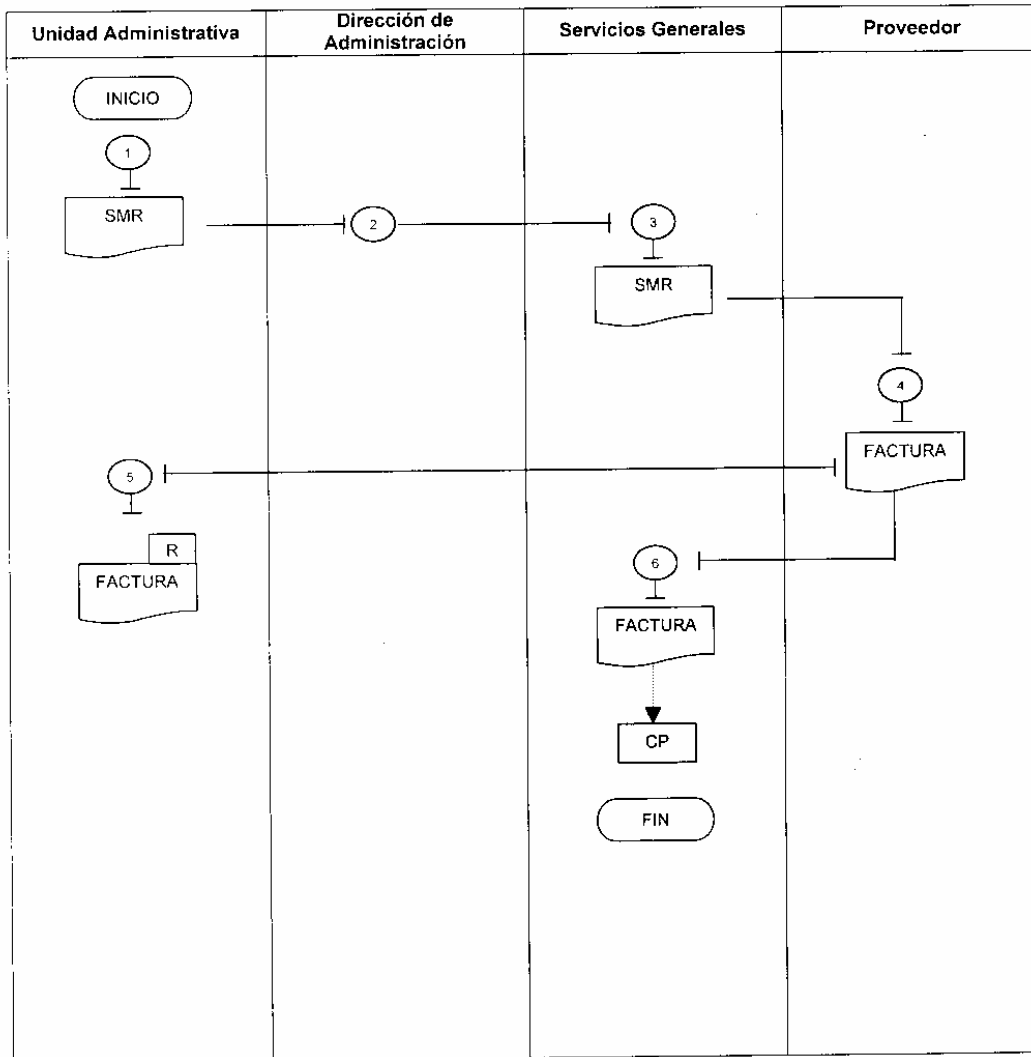 Unidad Administrativa
Dirección de
Administración
Servicios Generales
Proveedor
INICIO
1
SMR
2
3
SMR
4
FACTURA
5
R
FACTURA
6
FACTURA
CP
FIN